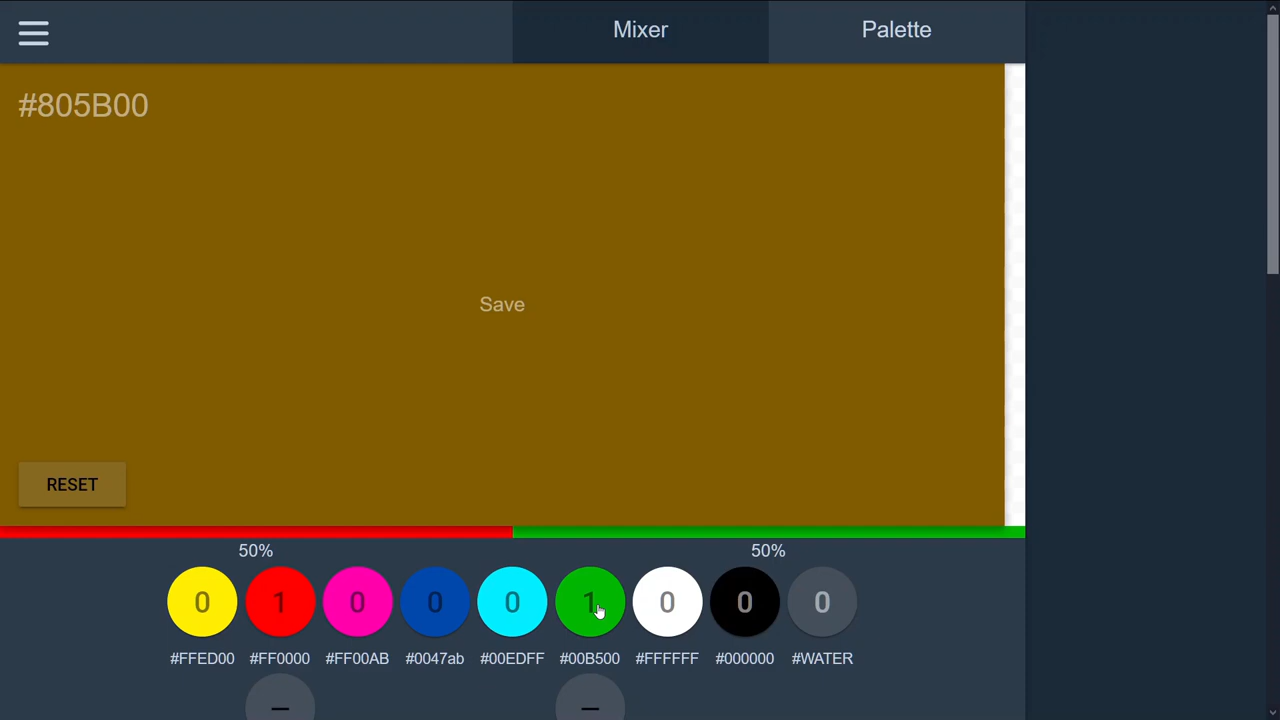 Mixer Palette
#805B00
Save
RESET
50% 50%
0 1 0 0 0 1 0 0 0
#FFED00 #FF0000 #FF00AB #0047ab #00EDFF #00B500 #FFFFFF #000000 #WATER
– –